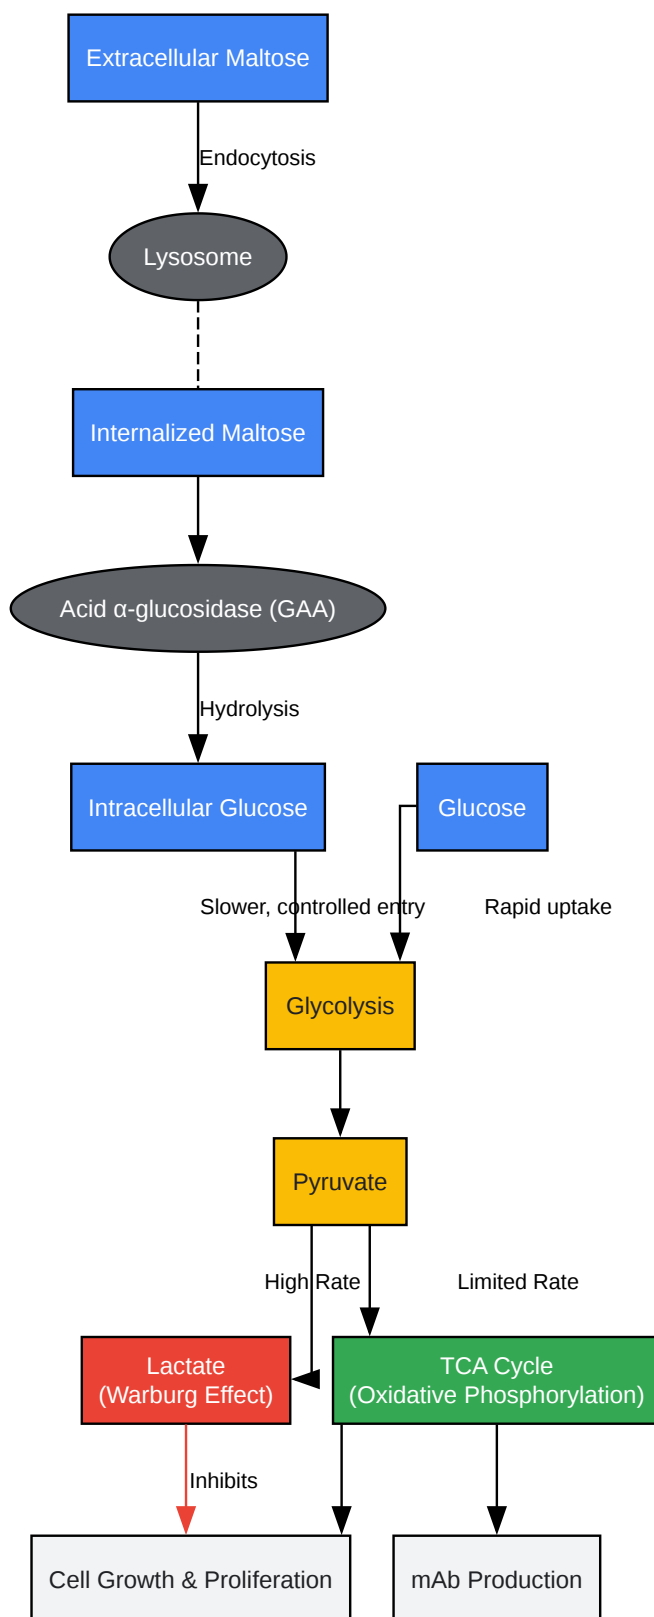 Extracellular Maltose
Endocytosis
Lysosome
Internalized Maltose
Acid α-glucosidase (GAA)
Hydrolysis
Intracellular Glucose
Glucose
Slower, controlled entry
Rapid uptake
Glycolysis
Pyruvate
High Rate
Limited Rate
Lactate
(Warburg Effect)
TCA Cycle
(Oxidative Phosphorylation)
Inhibits
Cell Growth & Proliferation
mAb Production